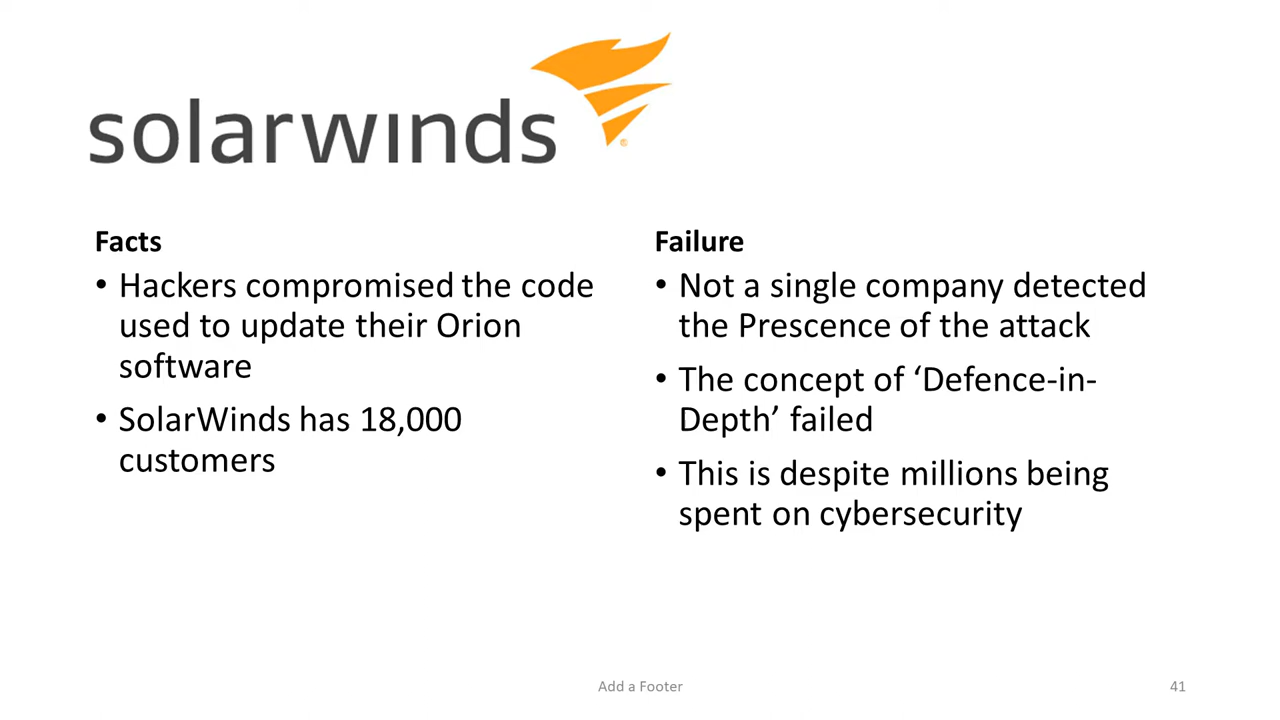 solarwinds
®
Facts
• Hackers compromised the code
used to update their Orion
software
• SolarWinds has 18,000
customers
Failure
• Not a single company detected
the Prescence of the attack
• The concept of ‘Defence-in-
Depth’ failed
• This is despite millions being
spent on cybersecurity
Add a Footer
41